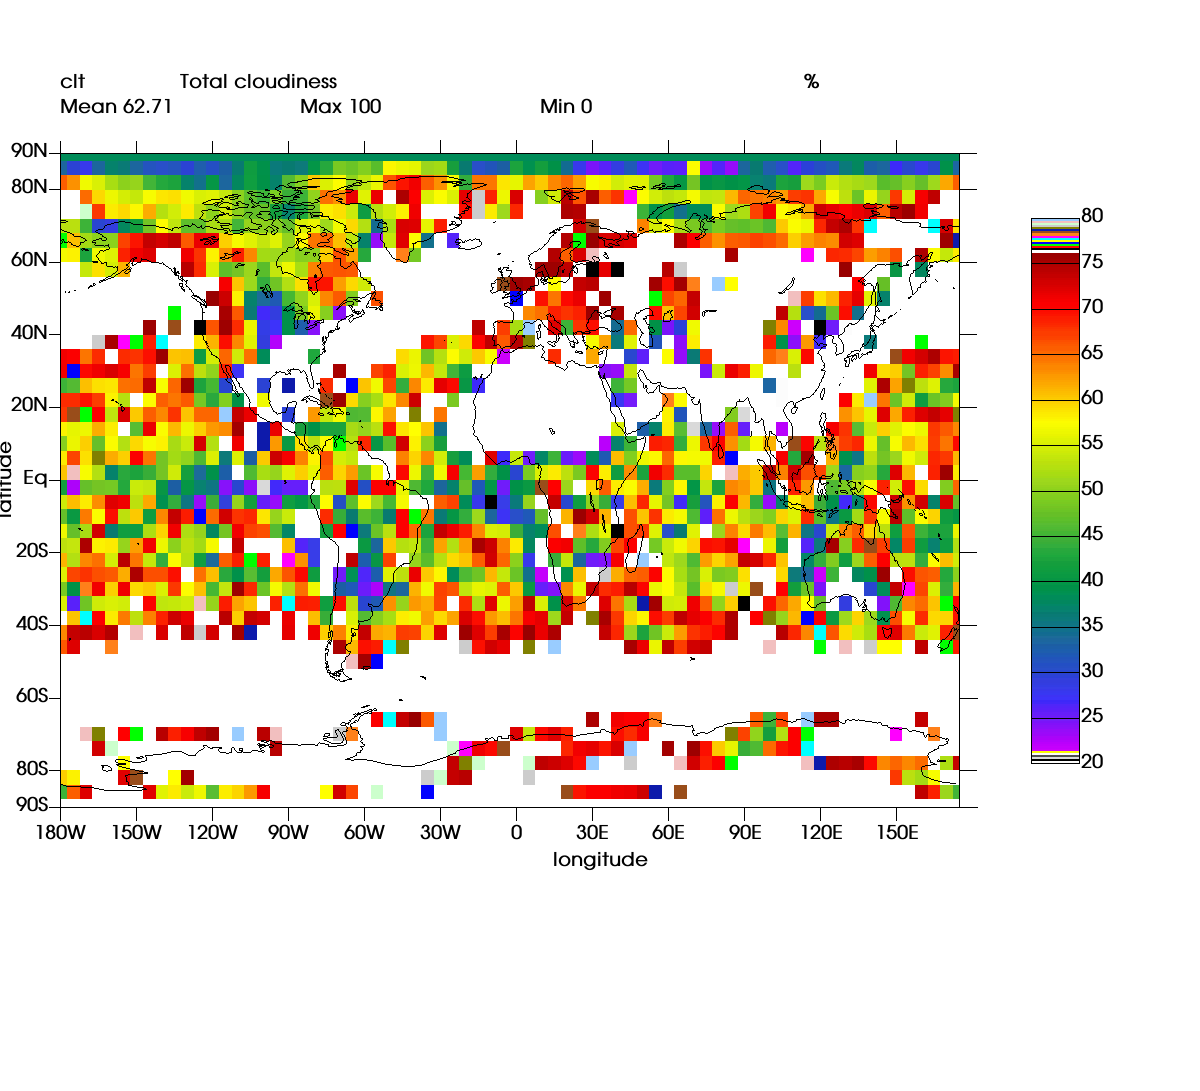 clt Total cloudiness %
Mean 62.71 Max 100 Min 0
90N
80N
60N
40N
20N
Eq
20S
40S
60S
80S
90S
latitude
180W 150W 120W 90W 60W 30W 0 30E 60E 90E 120E 150E
longitude
80
75
70
65
60
55
50
45
40
35
30
25
20